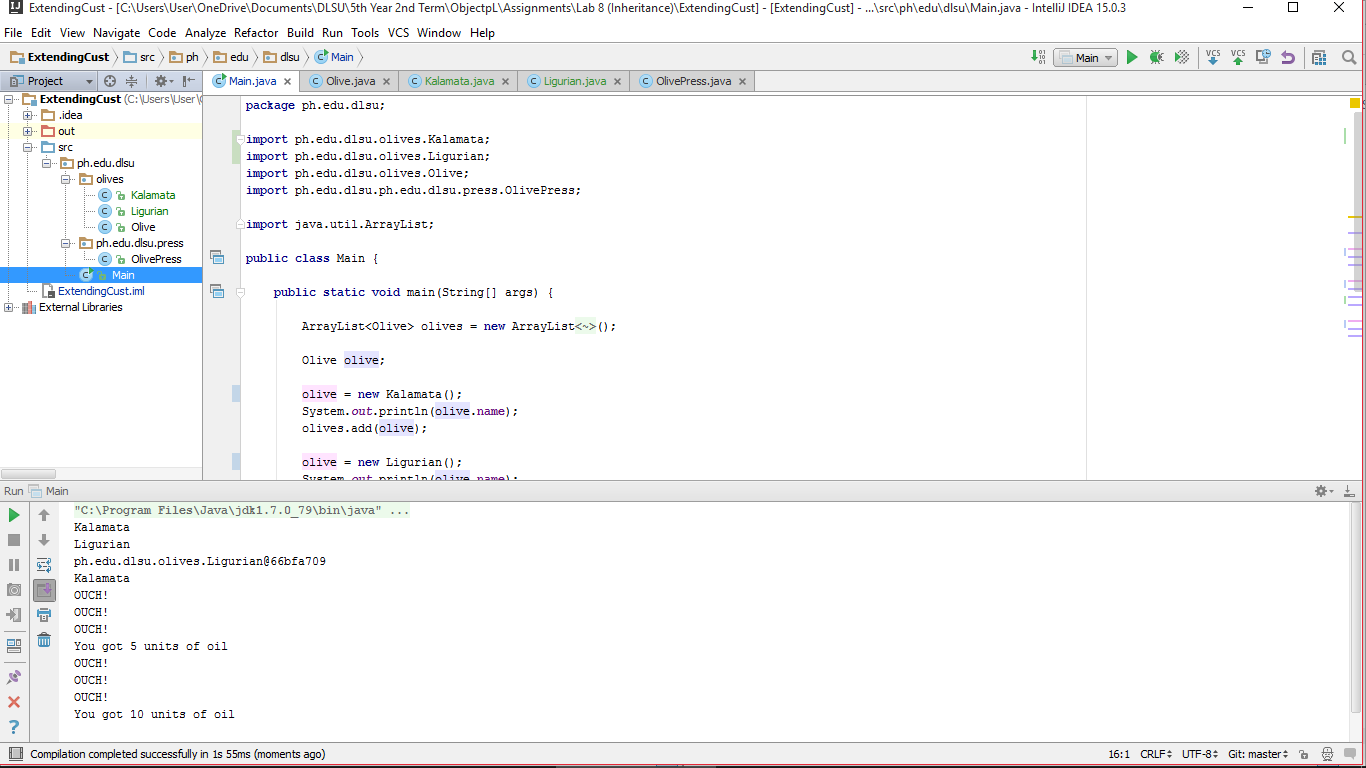 ExtendingCust - [C:\Users\User\OneDrive\Documents\DLSU\5th Year 2nd Term\ObjectpL\Assignments\Lab 8 (Inheritance)\ExtendingCust] - [ExtendingCust] - ...\src\ph\edu\dlsu\Main.java - IntelliJ IDEA 15.0.3
File Edit View Navigate Code Analyze Refactor Build Run Tools VCS Window Help
ExtendingCust src ph edu dlsu Main
Main
VCS VCS
Project
Main.java Olive.java Kalamata.java Ligurian.java OlivePress.java
ExtendingCust (C:\Users\User\
.idea
out
src
ph.edu.dlsu
olives
Kalamata
Ligurian
Olive
ph.edu.dlsu.press
OlivePress
Main
ExtendingCust.iml
External Libraries
package ph.edu.dlsu;
import ph.edu.dlsu.olives.Kalamata;
import ph.edu.dlsu.olives.Ligurian;
import ph.edu.dlsu.olives.Olive;
import ph.edu.dlsu.ph.edu.dlsu.press.OlivePress;
import java.util.ArrayList;
public class Main {
public static void main(String[] args) {
ArrayList<Olive> olives = new ArrayList<~>();
Olive olive;
olive = new Kalamata();
System.out.println(olive.name);
olives.add(olive);
olive = new Ligurian();
System.out.println(olive.name);
Run Main
"C:\Program Files\Java\jdk1.7.0_79\bin\java" ...
Kalamata
Ligurian
ph.edu.dlsu.olives.Ligurian@66bfa709
Kalamata
OUCH!
OUCH!
OUCH!
You got 5 units of oil
OUCH!
OUCH!
OUCH!
You got 10 units of oil
Compilation completed successfully in 1s 55ms (moments ago)
16:1 CRLF UTF-8 Git: master